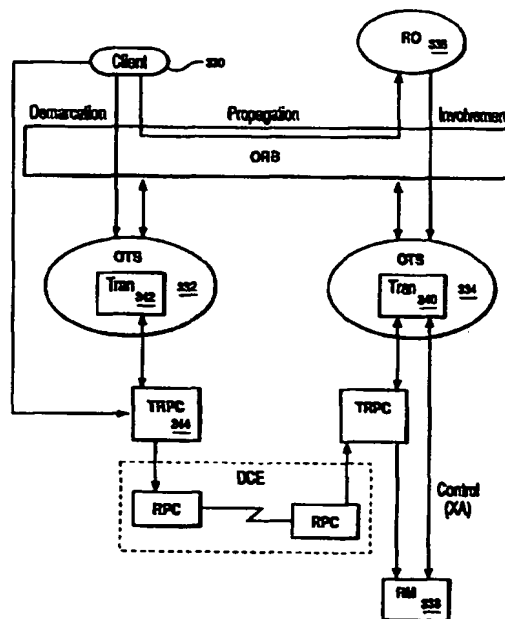 Client 330
RO 336
Demarcation Propagation Involvement
ORB
OTS
Tran 342 332
OTS
Tran 340 334
TRPC 344
TRPC
DCE
RPC
RPC
Control (XA)
RM 338